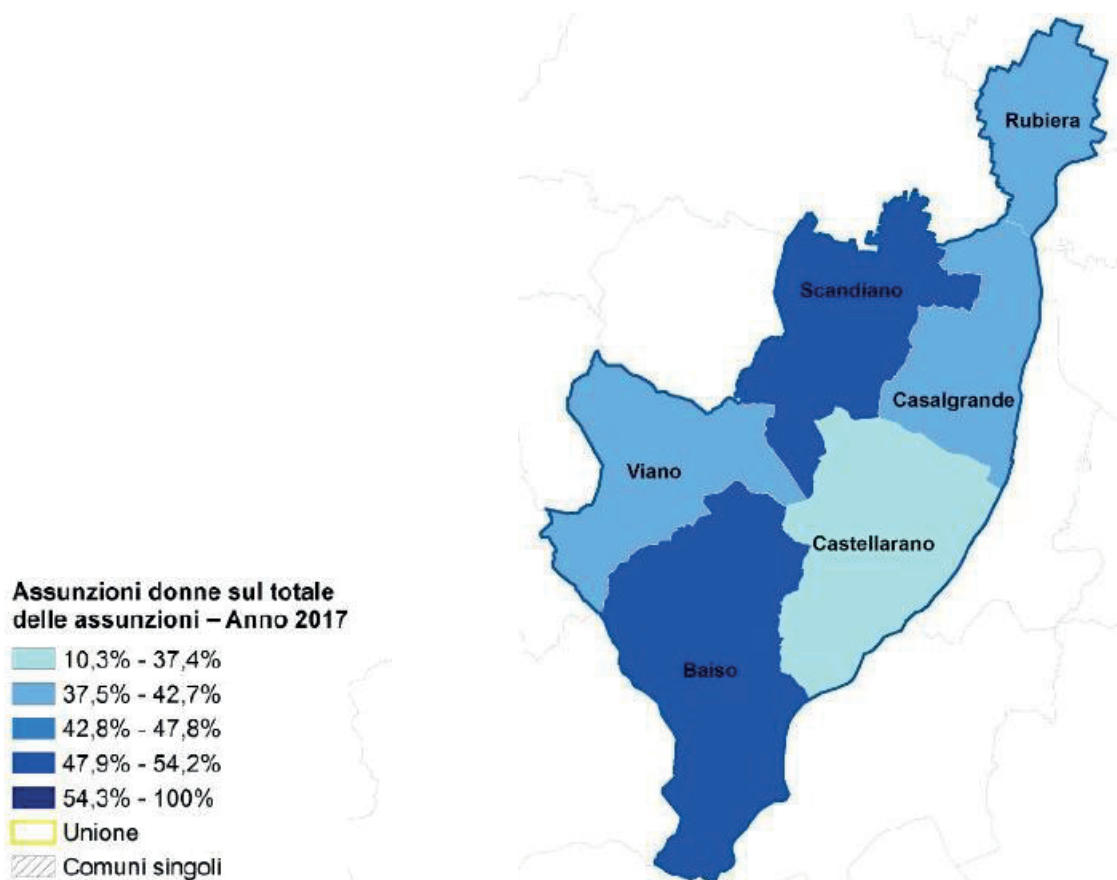 Rubiera
Scandiano
Casalgrande
Viano
Castellarano
Baiso
Assunzioni donne sul totale
delle assunzioni – Anno 2017
10,3% - 37,4%
37,5% - 42,7%
42,8% - 47,8%
47,9% - 54,2%
54,3% - 100%
Unione
Comuni singoli